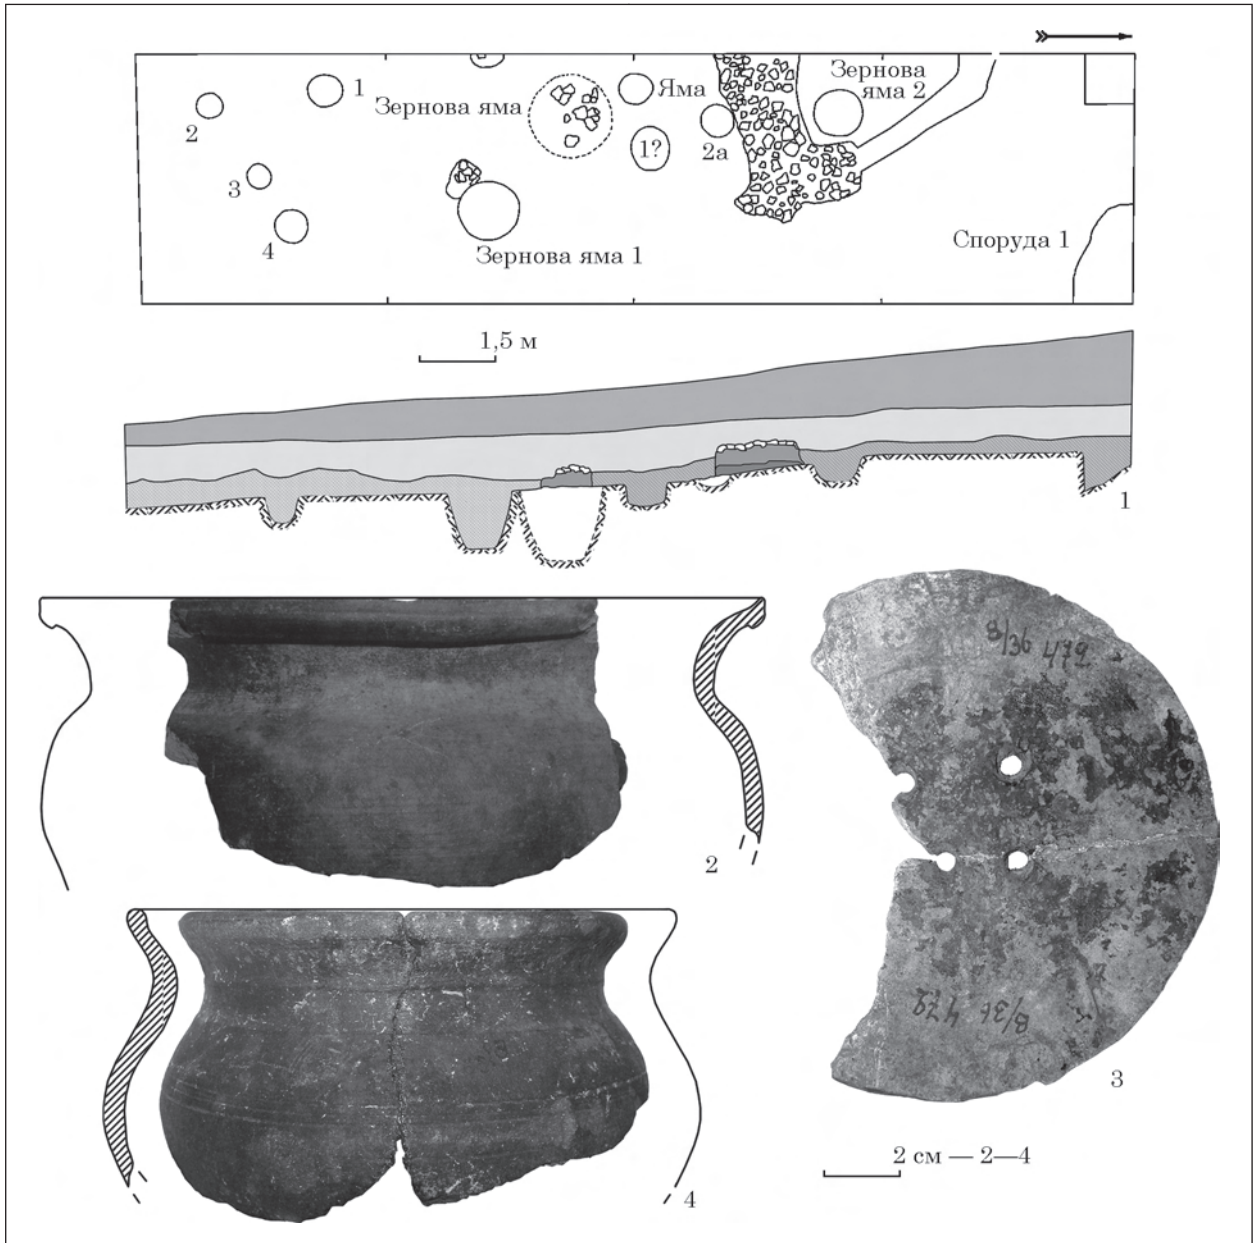 1
2
3
4
Зернова яма
Зернова яма 1
Яма
1?
2а
Зернова
яма 2
Споруда 1
1,5 м
1
2
8/36 479
В/36 479
3
4
2 см — 2—4